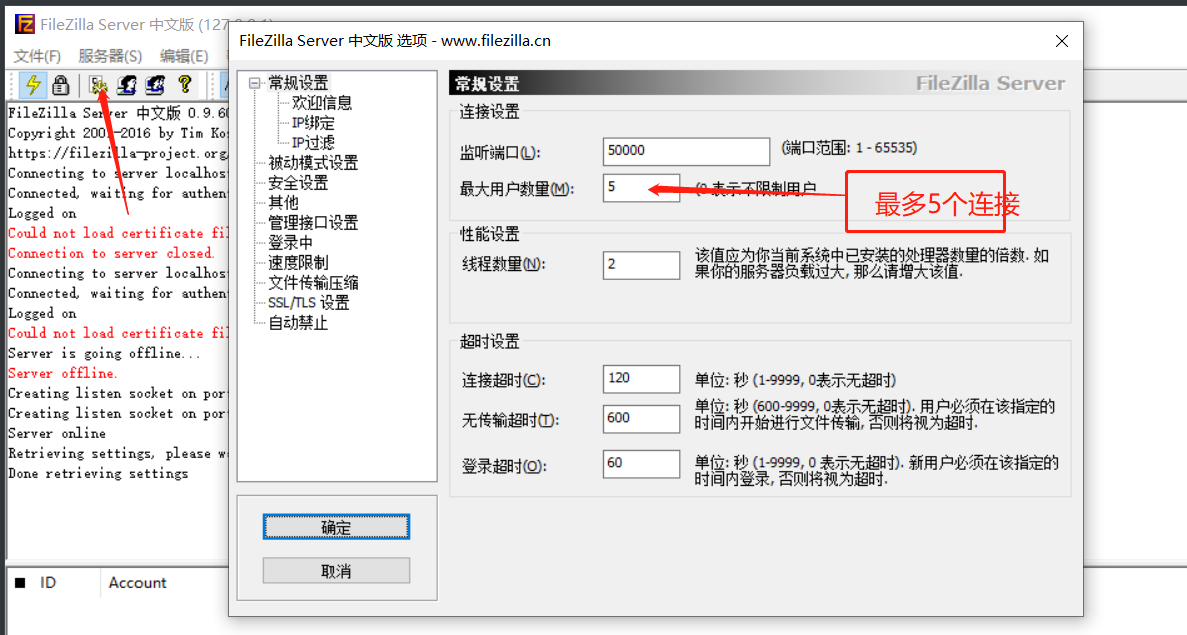 FileZilla Server 中文版 (127.0.0.1)
文件(F) 服务器(S) 编辑(E)
FileZilla Server 中文版 0.9.60
Copyright 2001-2016 by Tim Kos
https://filezilla-project.org/
Connecting to server localhos
Connected, waiting for authen
Logged on
Could not load certificate fil
Connection to server closed.
Connecting to server localhos
Connected, waiting for authen
Logged on
Could not load certificate fil
Server is going offline...
Server offline.
Creating listen socket on por
Creating listen socket on por
Server online
Retrieving settings, please w
Done retrieving settings
ID Account
FileZilla Server 中文版 选项 - www.filezilla.cn
常规设置
欢迎信息
IP绑定
IP过滤
被动模式设置
安全设置
其他
管理接口设置
登录中
速度限制
文件传输压缩
SSL/TLS 设置
自动禁止
确定
取消
常规设置 FileZilla Server
连接设置
监听端口(L): 50000 (端口范围: 1 - 65535)
最大用户数量(M): 5 (0 表示不限制用户
最多5个连接
性能设置
线程数量(N): 2 该值应为你当前系统中已安装的处理器数量的倍数. 如
果你的服务器负载过大, 那么请增大该值.
超时设置
连接超时(C): 120 单位: 秒 (1-9999, 0表示无超时)
无传输超时(T): 600 单位: 秒 (600-9999, 0表示无超时). 用户必须在该指定的
时间内开始进行文件传输, 否则将视为超时.
登录超时(O): 60 单位: 秒 (1-9999, 0 表示无超时). 新用户必须在该指定的
时间内登录, 否则将视为超时.